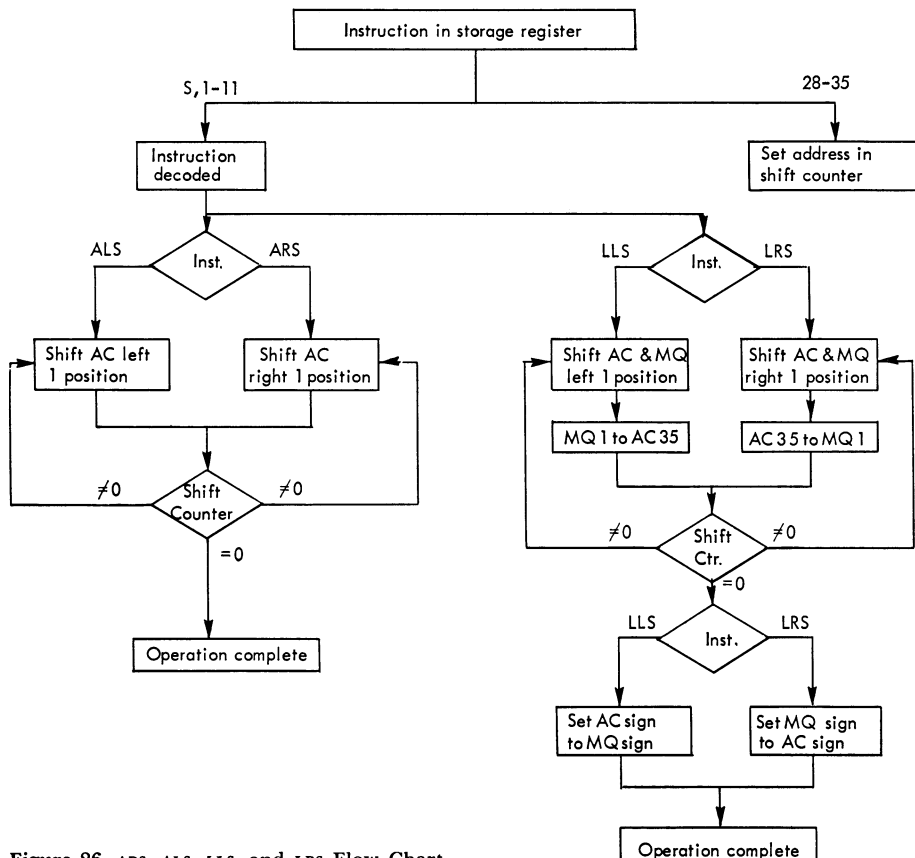 Instruction in storage register
S,1-11
28-35
Instruction
decoded
Set address in
shift counter
ALS
Inst.
ARS
LLS
Inst.
LRS
Shift AC left
1 position
Shift AC
right 1 position
Shift AC & MQ
left 1 position
Shift AC & MQ
right 1 position
MQ 1 to AC35
AC 35 to MQ 1
≠0
Shift
Counter
≠0
=0
≠0
Shift
Ctr.
≠0
=0
LLS
Inst.
LRS
Operation complete
Set AC sign
to MQ sign
Set MQ sign
to AC sign
Operation complete
Figure 26. ARS, ALS, LLS, and LRS Flow Chart